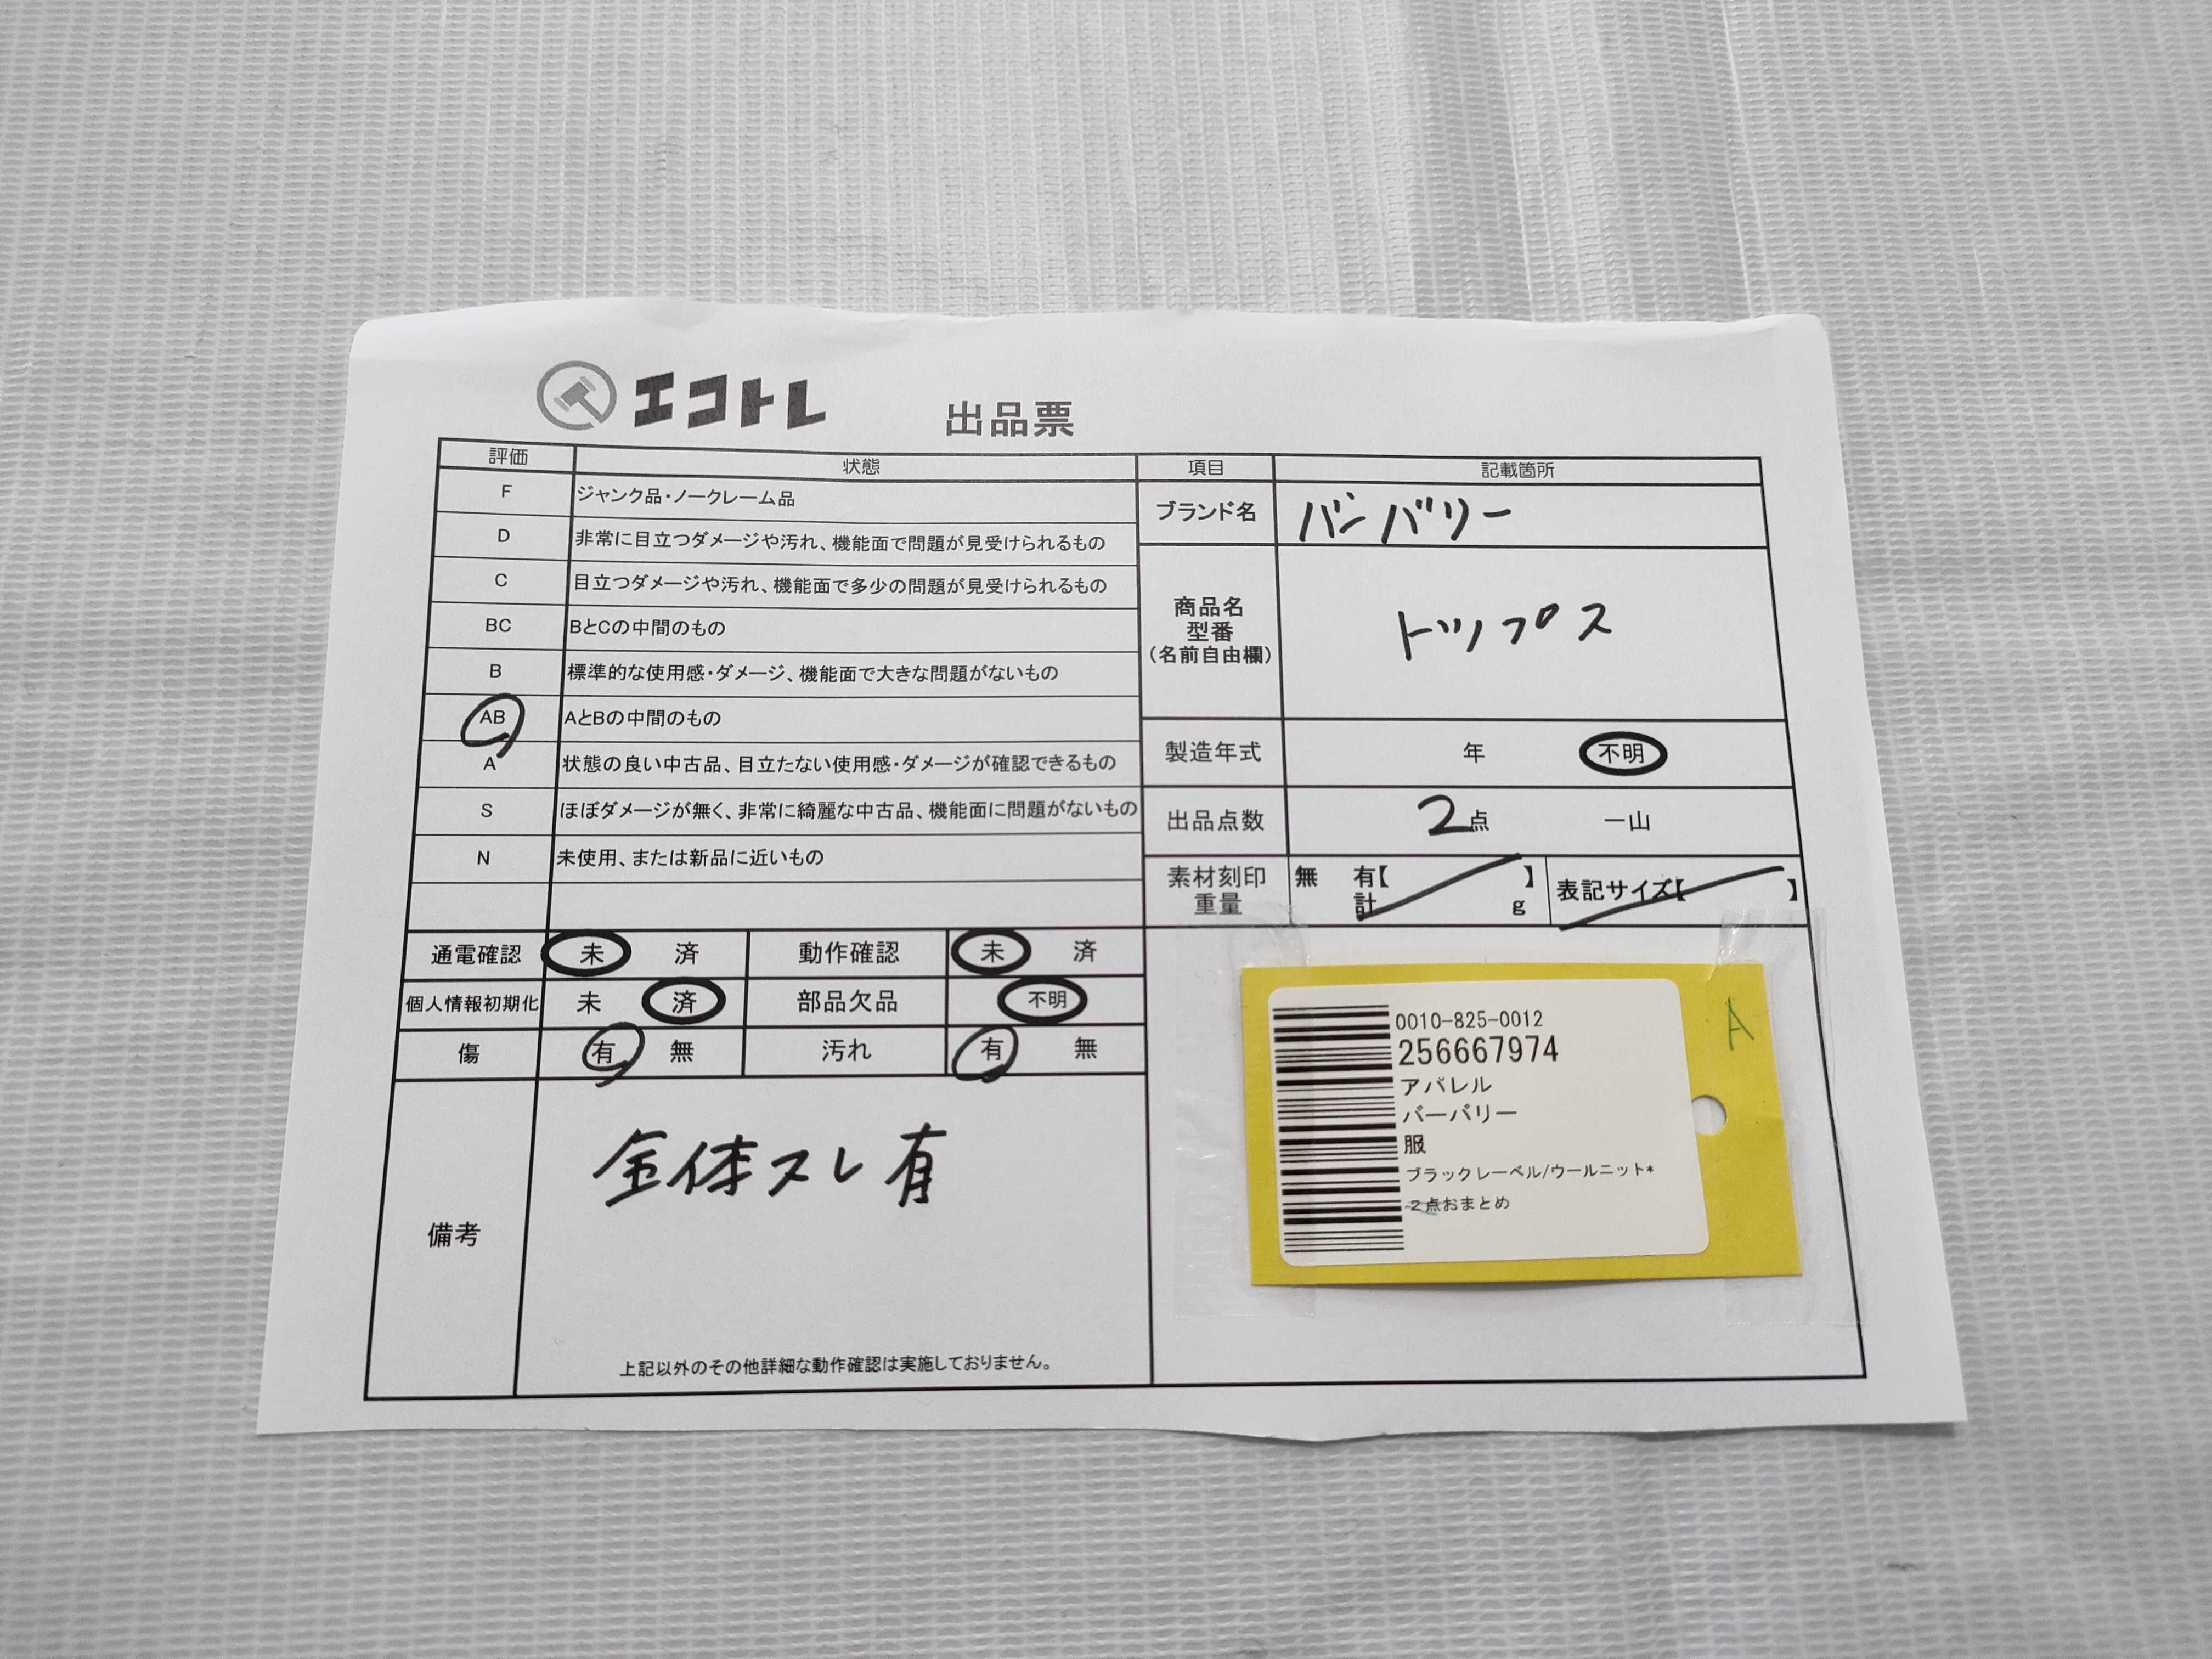 エコトレ 出品票
評価 状態
F ジャンク品・ノークレーム品
D 非常に目立つダメージや汚れ、機能面で問題が見受けられるもの
C 目立つダメージや汚れ、機能面で多少の問題が見受けられるもの
BC BとCの中間のもの
B 標準的な使用感・ダメージ、機能面で大きな問題がないもの
AB AとBの中間のもの
A 状態の良い中古品、目立たない使用感・ダメージが確認できるもの
S ほぼダメージが無く、非常に綺麗な中古品、機能面に問題がないもの
N 未使用、または新品に近いもの
項目 記載箇所
ブランド名 バーバリー
商品名
型番
(名前自由欄)
トップス
製造年式 年 不明
出品点数 2点 一山
素材刻印 無 有【 】
重量 計 g
表記サイズ【 】
通電確認 未 済 動作確認 未 済
個人情報初期化 未 済 部品欠品 不明
傷 有 無 汚れ 有 無
備考
全体スレ有
上記以外のその他詳細な動作確認は実施しておりません。
A
0010-825-0012
256667974
アパレル
バーバリー
服
ブラックレーベル/ウールニット*
2点おまとめ